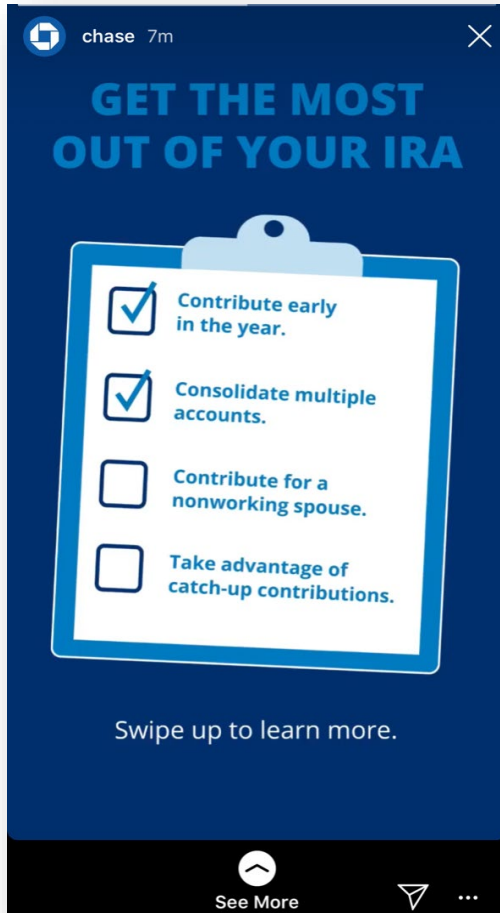 chase 7m
GET THE MOST
OUT OF YOUR IRA
Contribute early
in the year.
Consolidate multiple
accounts.
Contribute for a
nonworking spouse.
Take advantage of
catch-up contributions.
Swipe up to learn more.
See More